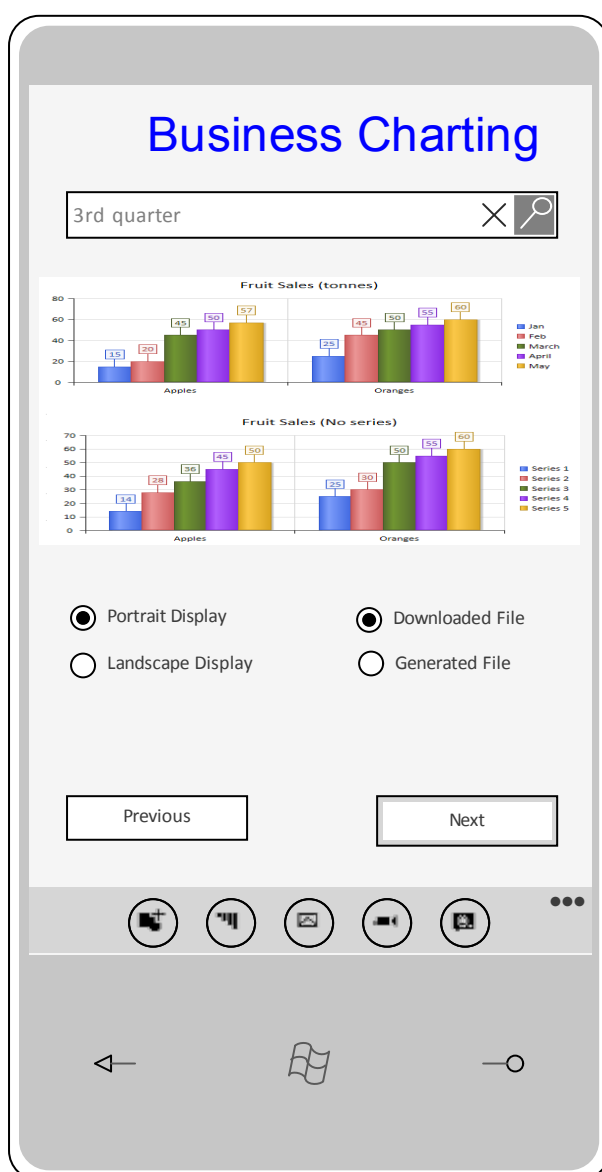 Business Charting
3rd quarter
Fruit Sales (tonnes)
80
60
40
20
0
15
20
45
50
57
25
45
50
55
60
Apples
Oranges
Jan
Feb
March
April
May
Fruit Sales (No series)
70
60
50
40
30
20
10
0
14
28
36
45
50
25
30
50
55
60
Apples
Oranges
Series 1
Series 2
Series 3
Series 4
Series 5
Portrait Display
Downloaded File
Landscape Display
Generated File
Previous
Next